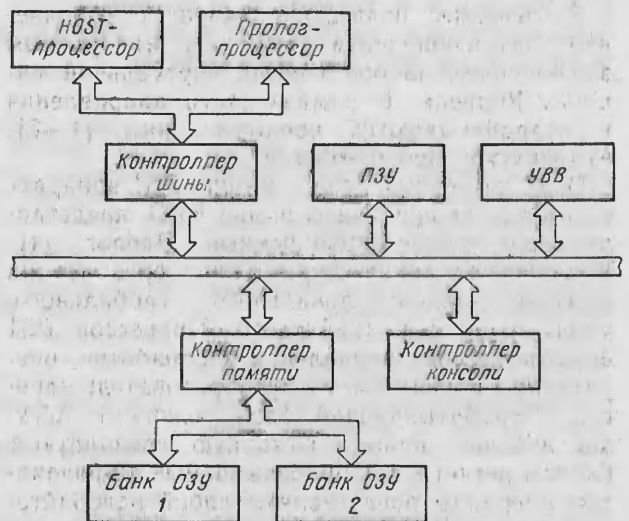 HOST-
процессор
Пролог-
процессор
Контроллер
шины
ПЗУ
УВВ
Контроллер
памяти
Контроллер
консоли
Банк ОЗУ
1
Банк ОЗУ
2